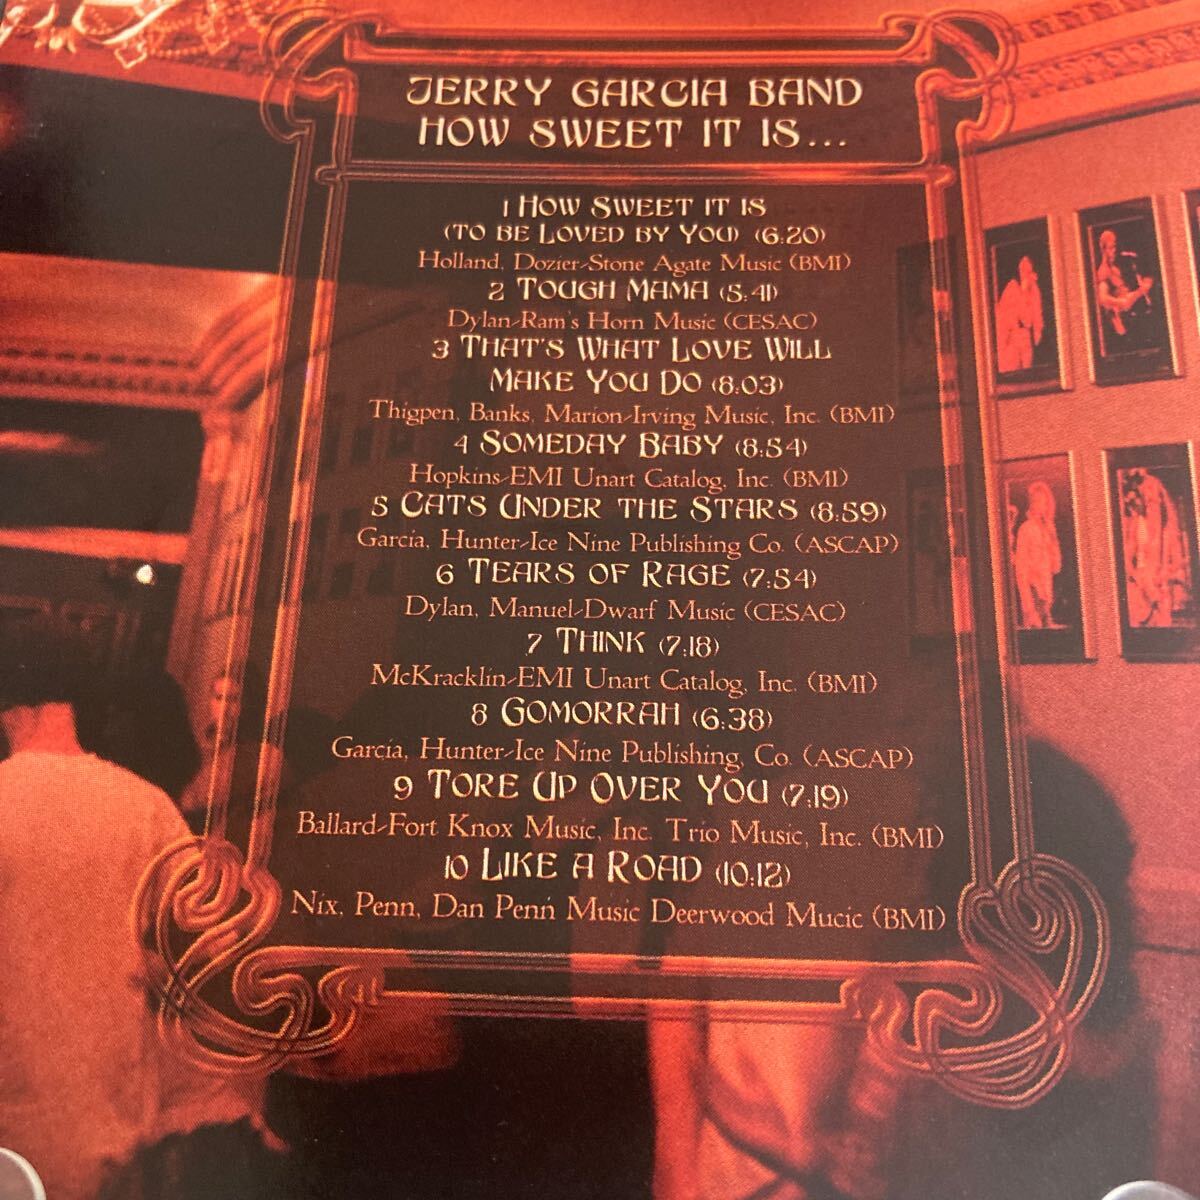 JERRY GARCIA BAND
HOW SWEET IT IS...
1 HOW SWEET IT IS
(TO BE LOVED BY YOU) (6:20)
Holland, Dozier-Stone Agate Music (BMI)
2 TOUGH MAMA (5:41)
Dylan-Ram's Horn Music (CESAC)
3 THAT'S WHAT LOVE WILL
MAKE YOU DO (8:03)
Thigpen, Banks, Marion-Irving Music, Inc. (BMI)
4 SOMEDAY BABY (8:54)
Hopkins-EMI Unart Catalog, Inc. (BMI)
5 CATS UNDER THE STARS (8:59)
Garcia, Hunter-Ice Nine Publishing Co. (ASCAP)
6 TEARS OF RAGE (7:54)
Dylan, Manuel-Dwarf Music (CESAC)
7 THINK (7:18)
McKracklin-EMI Unart Catalog, Inc. (BMI)
8 GOMORRAH (6:38)
Garcia, Hunter-Ice Nine Publishing, Co. (ASCAP)
9 TORE UP OVER YOU (7:19)
Ballard-Fort Knox Music, Inc. Trio Music, Inc. (BMI)
10 LIKE A ROAD (10:12)
Nix, Penn, Dan Penn Music Deerwood Mucic (BMI)